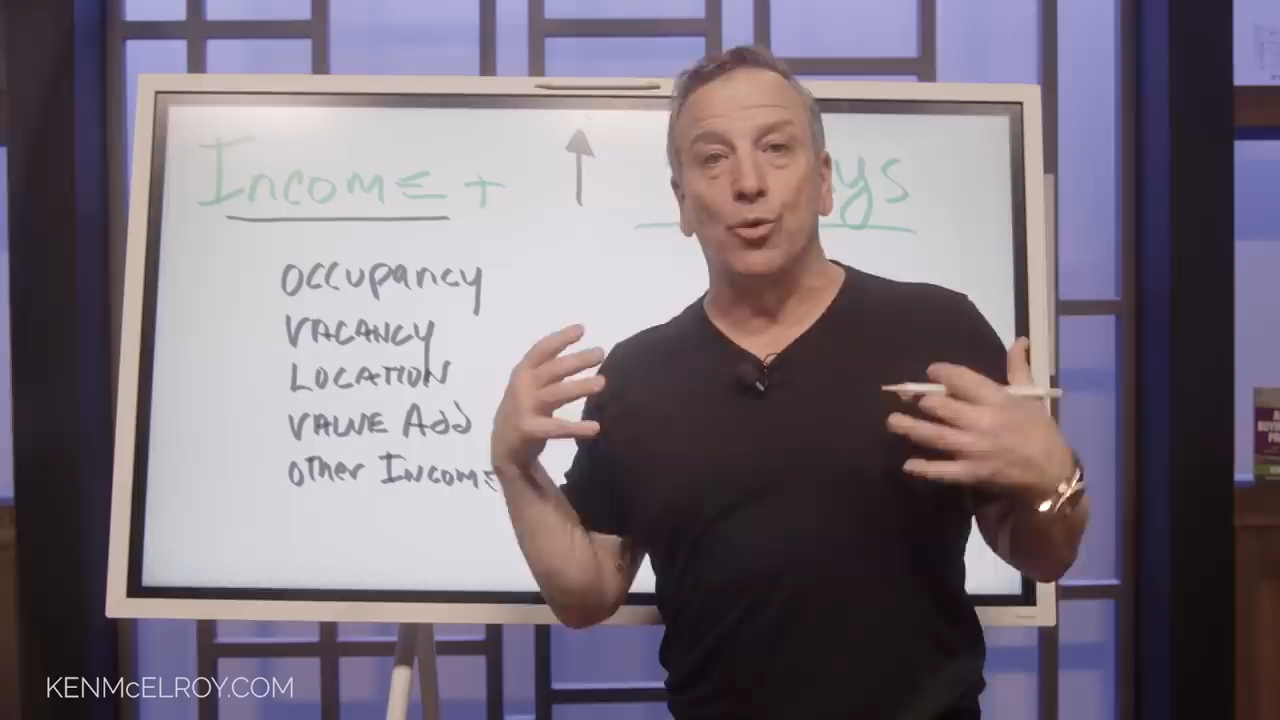 Income +
ys
Occupancy
VACANCY
LOCATION
VALUE Add
Other Income
KENMcELROY.COM